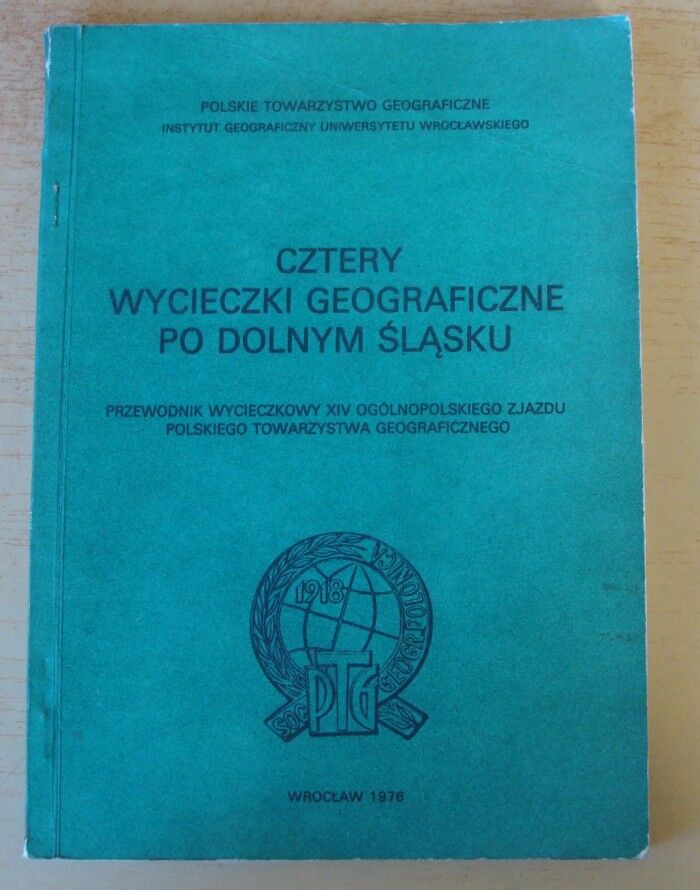 POLSKIE TOWARZYSTWO GEOGRAFICZNE
INSTYTUT GEOGRAFICZNY UNIWERSYTETU WROCŁAWSKIEGO
CZTERY
WYCIECZKI GEOGRAFICZNE
PO DOLNYM ŚLĄSKU
PRZEWODNIK WYCIECZKOWY XIV OGÓLNOPOLSKIEGO ZJAZDU
POLSKIEGO TOWARZYSTWA GEOGRAFICZNEGO
1918
PTG
SOC. GEOGR. POLONICA
WROCŁAW 1976